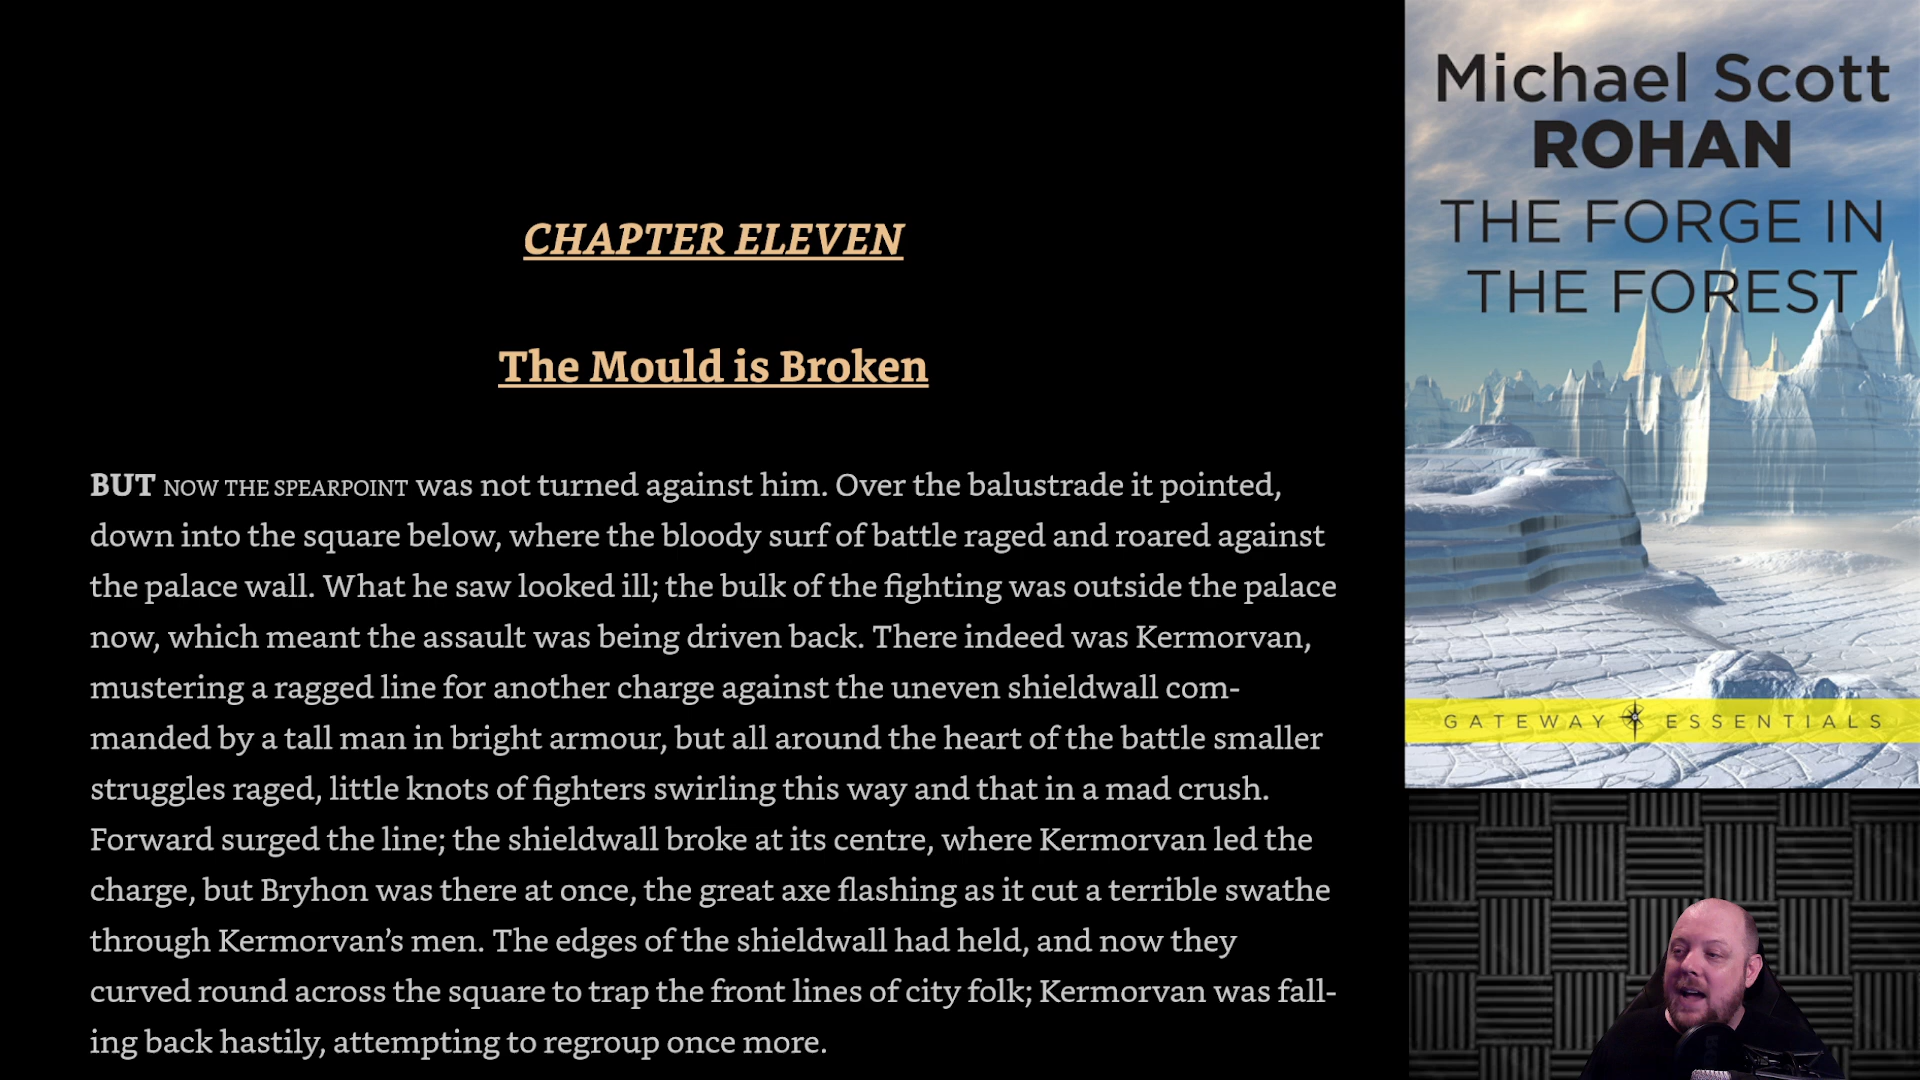 CHAPTER ELEVEN
The Mould is Broken
BUT NOW THE SPEARPOINT was not turned against him. Over the balustrade it pointed,
down into the square below, where the bloody surf of battle raged and roared against
the palace wall. What he saw looked ill; the bulk of the fighting was outside the palace
now, which meant the assault was being driven back. There indeed was Kermorvan,
mustering a ragged line for another charge against the uneven shieldwall com-
manded by a tall man in bright armour, but all around the heart of the battle smaller
struggles raged, little knots of fighters swirling this way and that in a mad crush.
Forward surged the line; the shieldwall broke at its centre, where Kermorvan led the
charge, but Bryhon was there at once, the great axe flashing as it cut a terrible swathe
through Kermorvan’s men. The edges of the shieldwall had held, and now they
curved round across the square to trap the front lines of city folk; Kermorvan was fall-
ing back hastily, attempting to regroup once more.
Michael Scott
ROHAN
THE FORGE IN
THE FOREST
GATEWAY ESSENTIALS